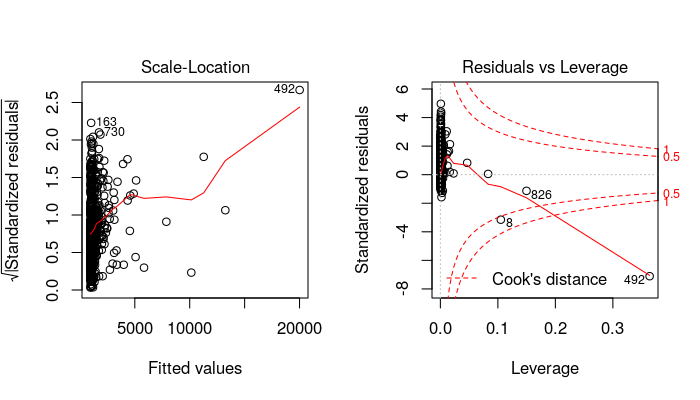 Scale-Location
√|Standardized residuals|
0.0 0.5 1.0 1.5 2.0 2.5
492
163
730
5000 10000 20000
Fitted values
Residuals vs Leverage
Standardized residuals
-8 -4 0 2 4 6
1
0.5
0.5
1
826
8
492
Cook's distance
0.0 0.1 0.2 0.3
Leverage